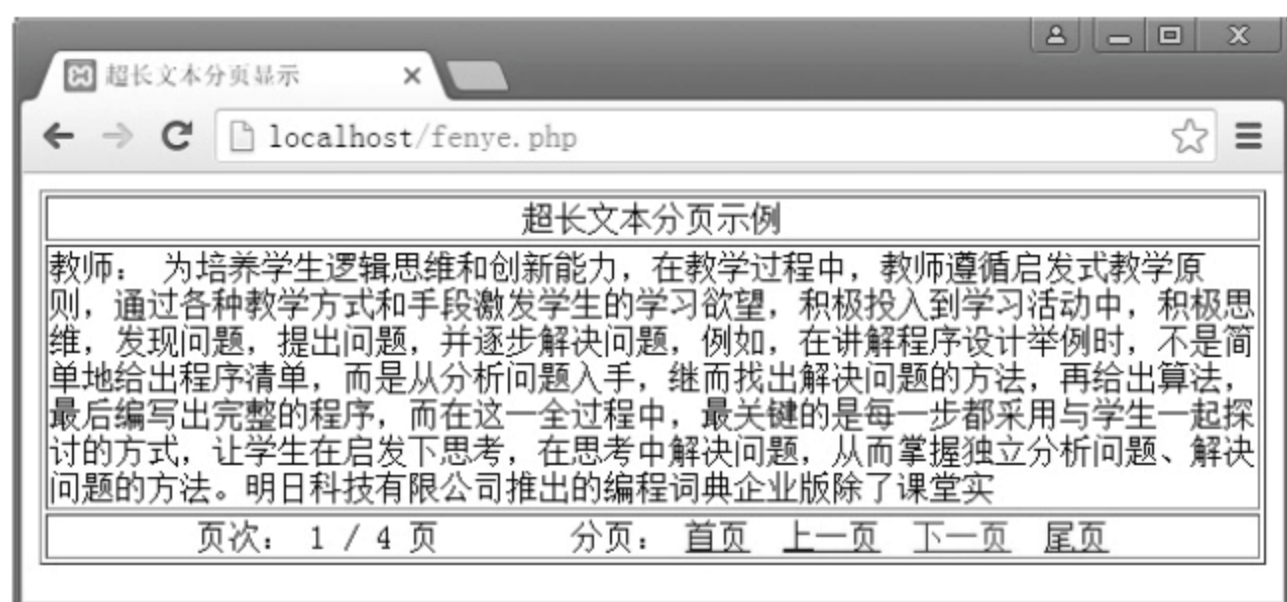 超长文本分页显示
localhost/fenye.php
超长文本分页示例
教师： 为培养学生逻辑思维和创新能力，在教学过程中，教师遵循启发式教学原
则，通过各种教学方式和手段激发学生的学习欲望，积极投入到学习活动中，积极思
维，发现问题，提出问题，并逐步解决问题，例如，在讲解程序设计举例时，不是简
单地给出程序清单，而是从分析问题入手，继而找出解决问题的方法，再给出算法，
最后编写出完整的程序，而在这一全过程中，最关键的是每一步都采用与学生一起探
讨的方式，让学生在启发下思考，在思考中解决问题，从而掌握独立分析问题、解决
问题的方法。明日科技有限公司推出的编程词典企业版除了课堂实
页次： 1 / 4 页 分页： 首页 上一页 下一页 尾页